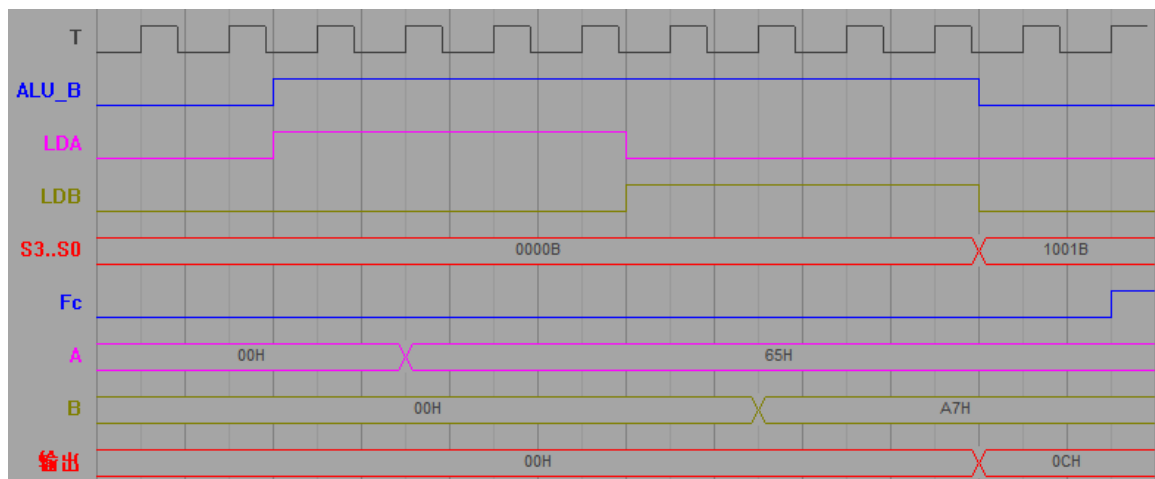 T
ALU_B
LDA
LDB
S3..S0 0000B 1001B
Fc
A 00H 65H
B 00H A7H
输出 00H 0CH